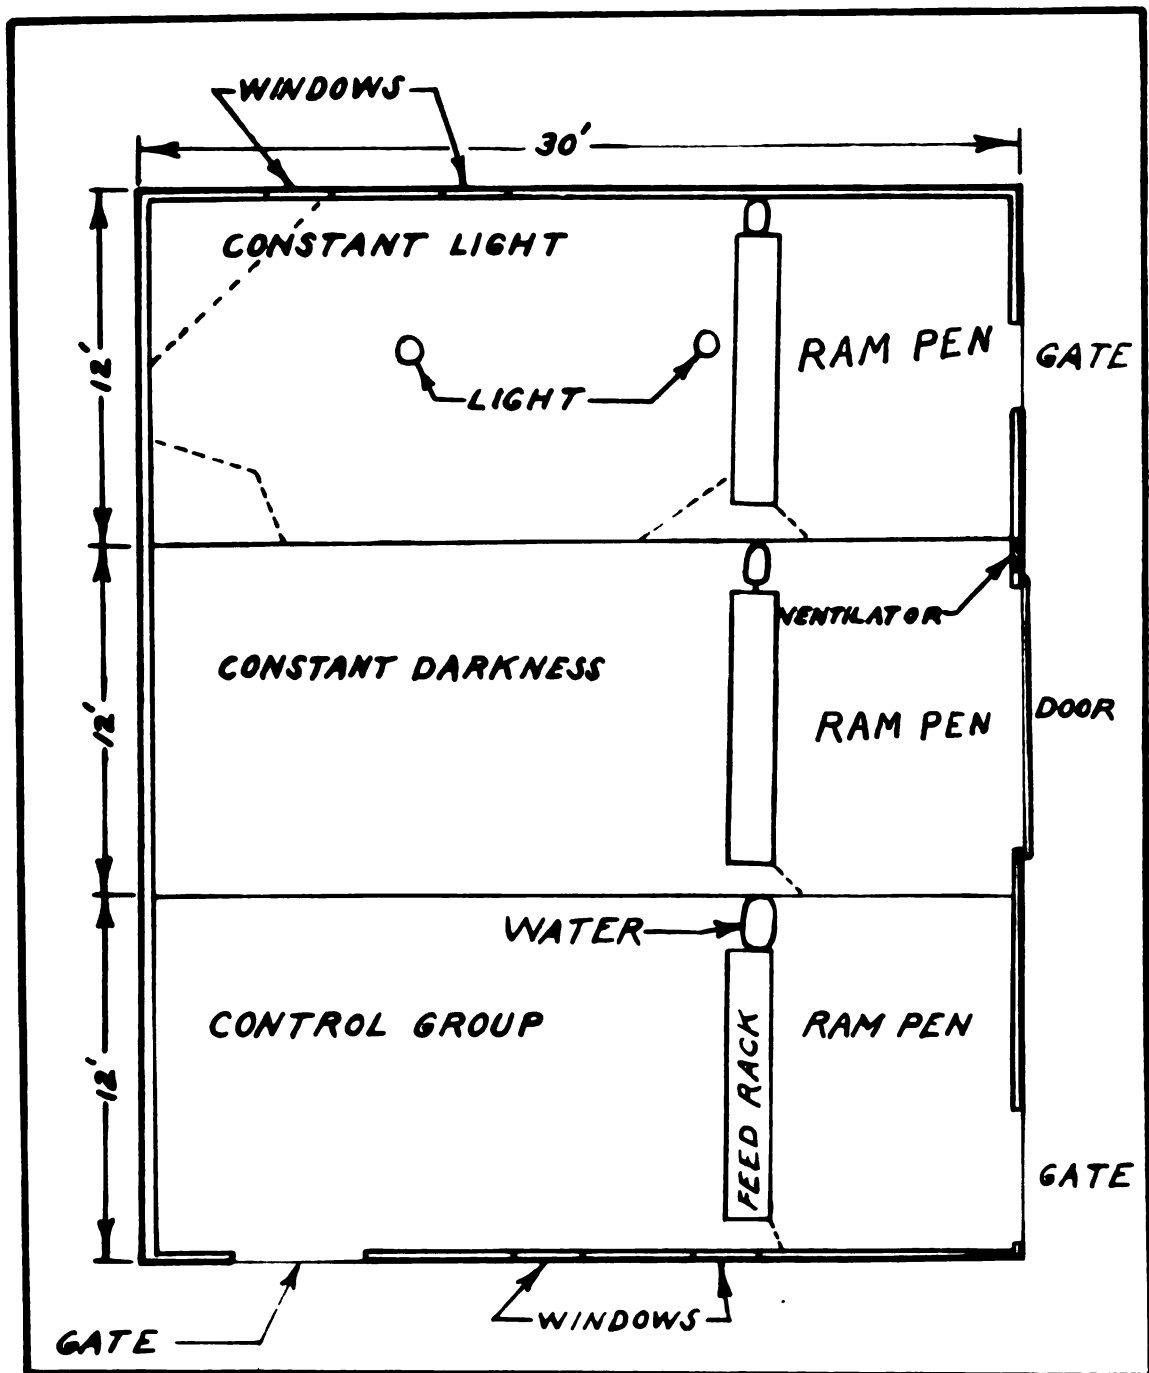 WINDOWS
30'
12'
CONSTANT LIGHT
RAM PEN
GATE
LIGHT
VENTILATOR
12'
CONSTANT DARKNESS
RAM PEN
DOOR
WATER
12'
CONTROL GROUP
FEED RACK
RAM PEN
GATE
WINDOWS
GATE